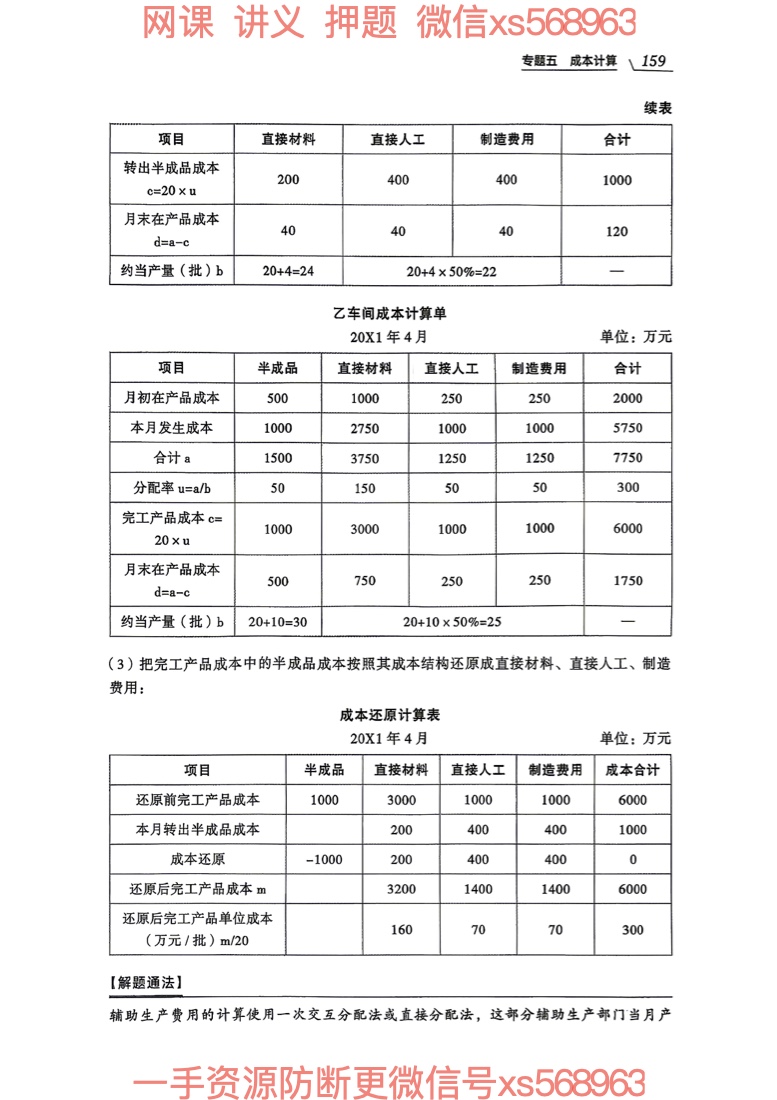 网课 讲义 押题 微信xs568963
专题五 成本计算 159
续表
项目 直接材料 直接人工 制造费用 合计
转出半成品成本
c=20×u 200 400 400 1000
月末在产品成本
d=a-c 40 40 40 120
约当产量（批）b 20+4=24 20+4×50%=22 —
乙车间成本计算单
20X1 年 4 月 单位：万元
项目 半成品 直接材料 直接人工 制造费用 合计
月初在产品成本 500 1000 250 250 2000
本月发生成本 1000 2750 1000 1000 5750
合计 a 1500 3750 1250 1250 7750
分配率 u=a/b 50 150 50 50 300
完工产品成本 c=
20×u 1000 3000 1000 1000 6000
月末在产品成本
d=a-c 500 750 250 250 1750
约当产量（批）b 20+10=30 20+10×50%=25 —
（3）把完工产品成本中的半成品成本按照其成本结构还原成直接材料、直接人工、制造
费用：
成本还原计算表
20X1 年 4 月 单位：万元
项目 半成品 直接材料 直接人工 制造费用 成本合计
还原前完工产品成本 1000 3000 1000 1000 6000
本月转出半成品成本 200 400 400 1000
成本还原 -1000 200 400 400 0
还原后完工产品成本 m 3200 1400 1400 6000
还原后完工产品单位成本
（万元/批）m/20 160 70 70 300
【解题通法】
辅助生产费用的计算使用一次交互分配法或直接分配法，这部分辅助生产部门当月产
一手资源防断更微信号xs568963